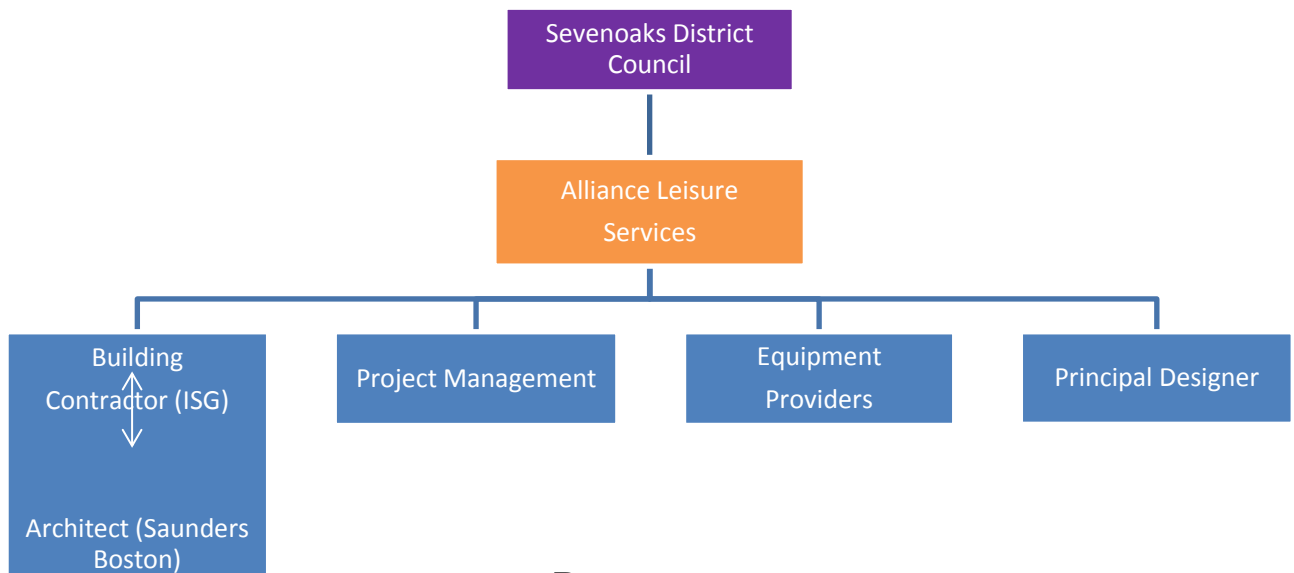 Sevenoaks District
Council
Alliance Leisure
Services
Building
Contractor (ISG)
Architect (Saunders
Boston)
Project Management
Equipment
Providers
Principal Designer